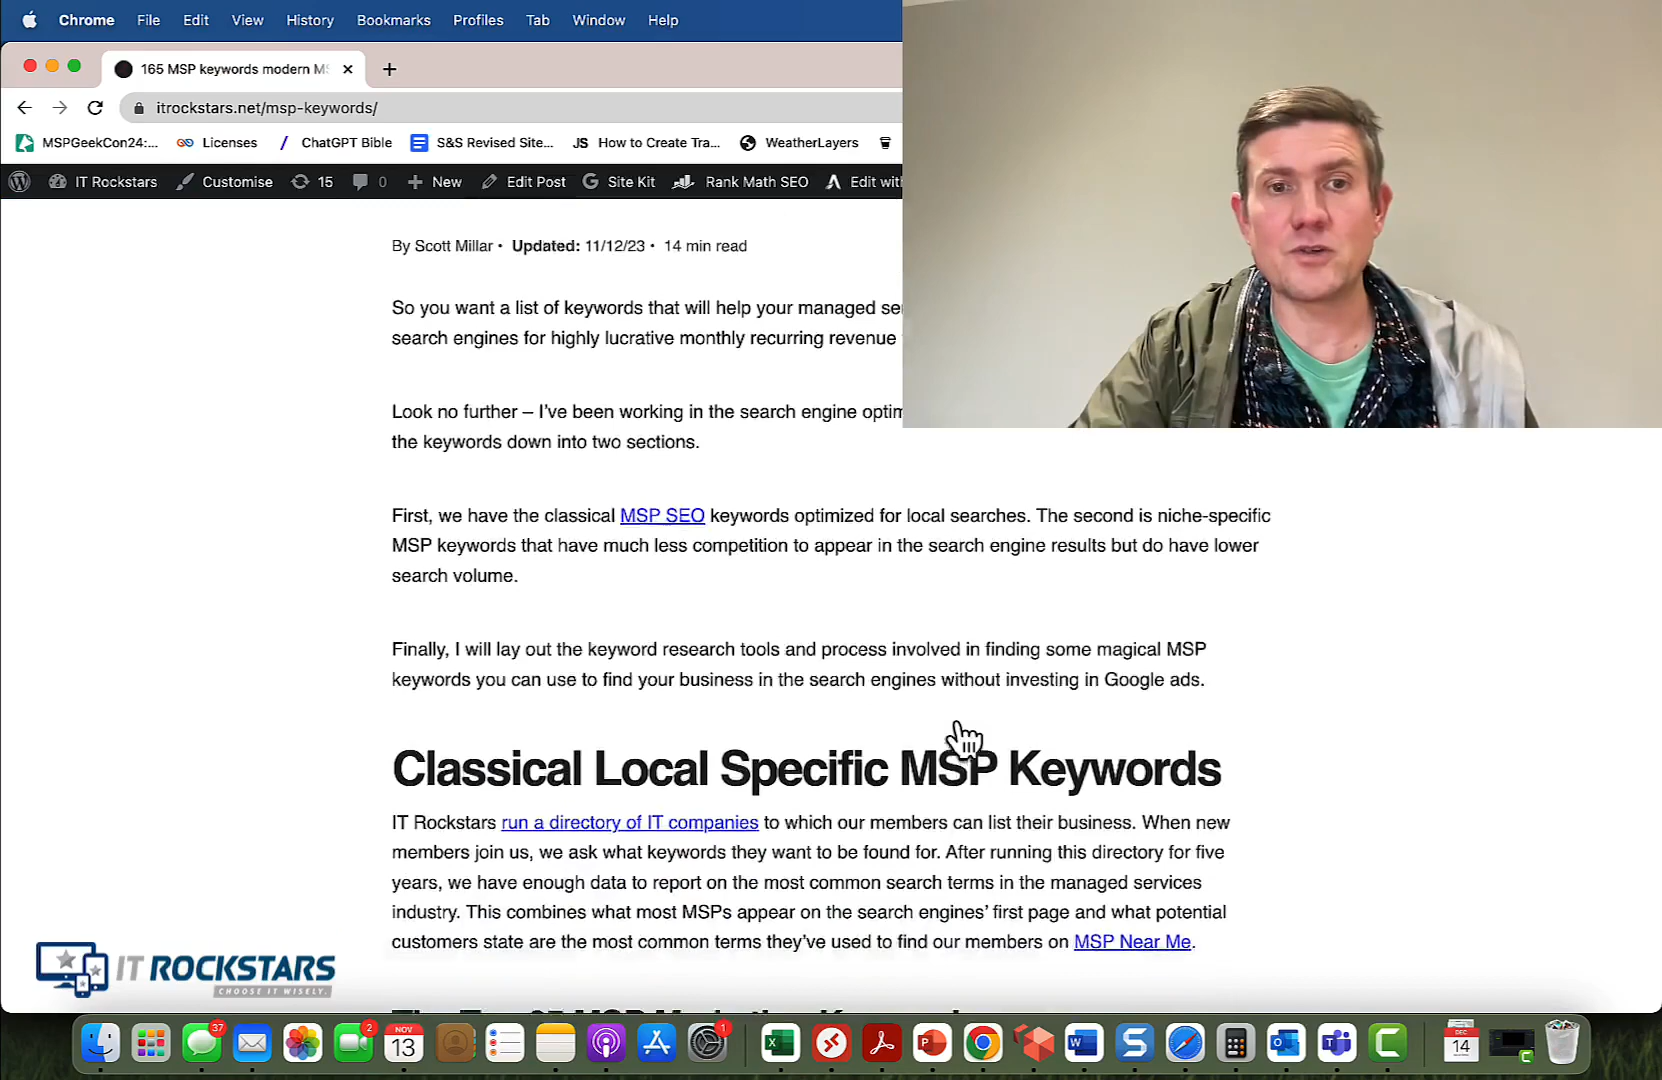 Chrome File Edit View History Bookmarks Profiles Tab Window Help
165 MSP keywords modern MS
itrockstars.net/msp-keywords/
MSPGeekCon24:... Licenses ChatGPT Bible S&S Revised Site... JS How to Create Tra... WeatherLayers
IT Rockstars Customise 15 0 New Edit Post Site Kit Rank Math SEO Edit with
By Scott Millar • Updated: 11/12/23 • 14 min read
So you want a list of keywords that will help your managed
search engines for highly lucrative monthly recurring revenue
Look no further – I've been working in the search engine
the keywords down into two sections.
First, we have the classical MSP SEO keywords optimized for local searches. The second is niche-specific
MSP keywords that have much less competition to appear in the search engine results but do have lower
search volume.
Finally, I will lay out the keyword research tools and process involved in finding some magical MSP
keywords you can use to find your business in the search engines without investing in Google ads.
Classical Local Specific MSP Keywords
IT Rockstars run a directory of IT companies to which our members can list their business. When new
members join us, we ask what keywords they want to be found for. After running this directory for five
years, we have enough data to report on the most common search terms in the managed services
industry. This combines what most MSPs appear on the search engines' first page and what potential
customers state are the most common terms they've used to find our members on MSP Near Me.
IT ROCKSTARS
CHOOSE IT WISELY.
37
2
NOV
13
1
DEC
14